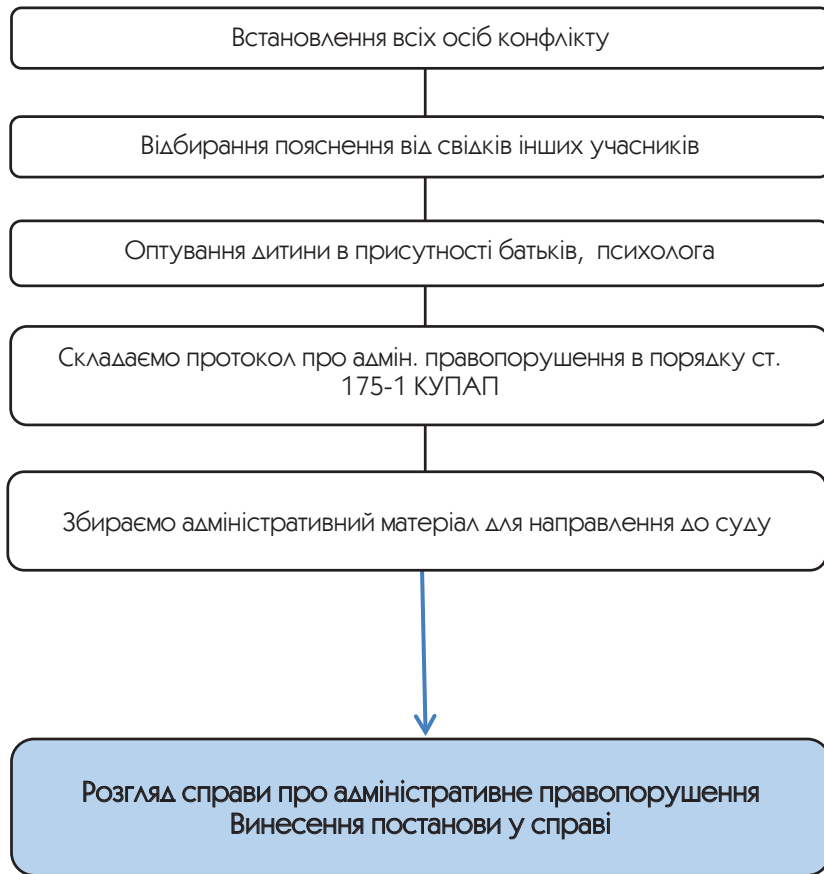 Встановлення всіх осіб конфлікту
Відбирання пояснення від свідків інших учасників
Оптування дитини в присутності батьків, психолога
Складаємо протокол про адмін. правопорушення в порядку ст.
175-1 КУПАП
Збираємо адміністративний матеріал для направлення до суду
Розгляд справи про адміністративне правопорушення
Винесення постанови у справі